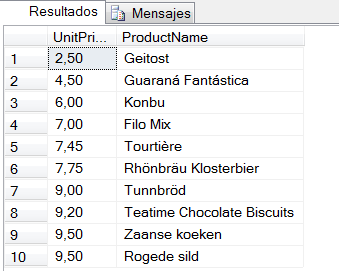 Resultados Mensajes
UnitPri... ProductName
1 2,50 Geitost
2 4,50 Guaraná Fantástica
3 6,00 Konbu
4 7,00 Filo Mix
5 7,45 Tourtière
6 7,75 Rhönbräu Klosterbier
7 9,00 Tunnbröd
8 9,20 Teatime Chocolate Biscuits
9 9,50 Zaanse koeken
10 9,50 Rogede sild